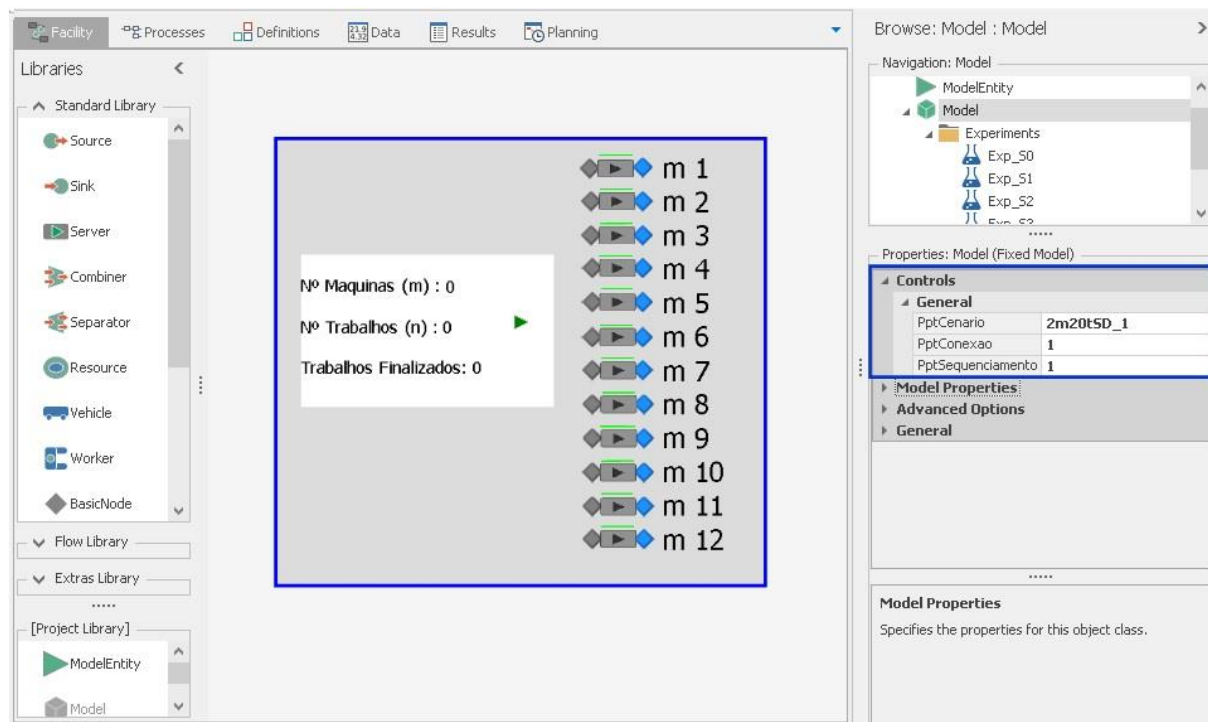 Facility
Processes
Definitions
Data
Results
Planning
Libraries
Standard Library
Source
Sink
Server
Combiner
Separator
Resource
Vehicle
Worker
BasicNode
Flow Library
Extras Library
[Project Library]
ModelEntity
Model
Nº Maquinas (m) : 0
Nº Trabalhos (n) : 0
Trabalhos Finalizados: 0
m 1
m 2
m 3
m 4
m 5
m 6
m 7
m 8
m 9
m 10
m 11
m 12
Browse: Model : Model
Navigation: Model
ModelEntity
Model
Experiments
Exp_S0
Exp_S1
Exp_S2
Properties: Model (Fixed Model)
Controls
General
PptCenario 2m20tSD_1
PptConexao 1
PptSequenciamento 1
Model Properties
Advanced Options
General
Model Properties
Specifies the properties for this object class.